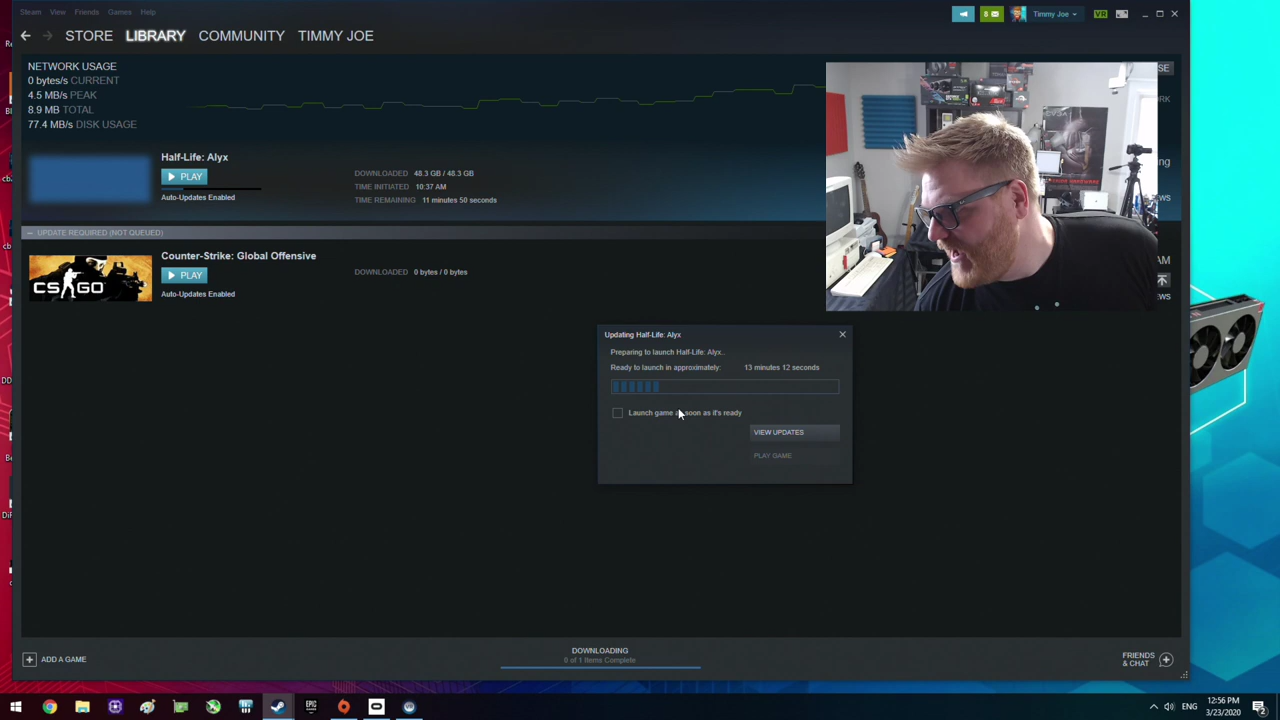 Steam View Friends Games Help
8
Timmy Joe
VR
STORE LIBRARY COMMUNITY TIMMY JOE
NETWORK USAGE
0 bytes/s CURRENT
4.5 MB/s PEAK
8.9 MB TOTAL
77.4 MB/s DISK USAGE
Half-Life: Alyx
PLAY
Auto-Updates Enabled
DOWNLOADED 48.3 GB / 48.3 GB
TIME INITIATED 10:37 AM
TIME REMAINING 11 minutes 50 seconds
UPDATE REQUIRED (NOT QUEUED)
CS GO
Counter-Strike: Global Offensive
PLAY
Auto-Updates Enabled
DOWNLOADED 0 bytes / 0 bytes
Updating Half-Life: Alyx
Preparing to launch Half-Life: Alyx..
Ready to launch in approximately: 13 minutes 12 seconds
Launch game as soon as it's ready
VIEW UPDATES
PLAY GAME
ADD A GAME
DOWNLOADING
0 of 1 Items Complete
FRIENDS
& CHAT
EPIC
ENG
12:56 PM
3/23/2020
2